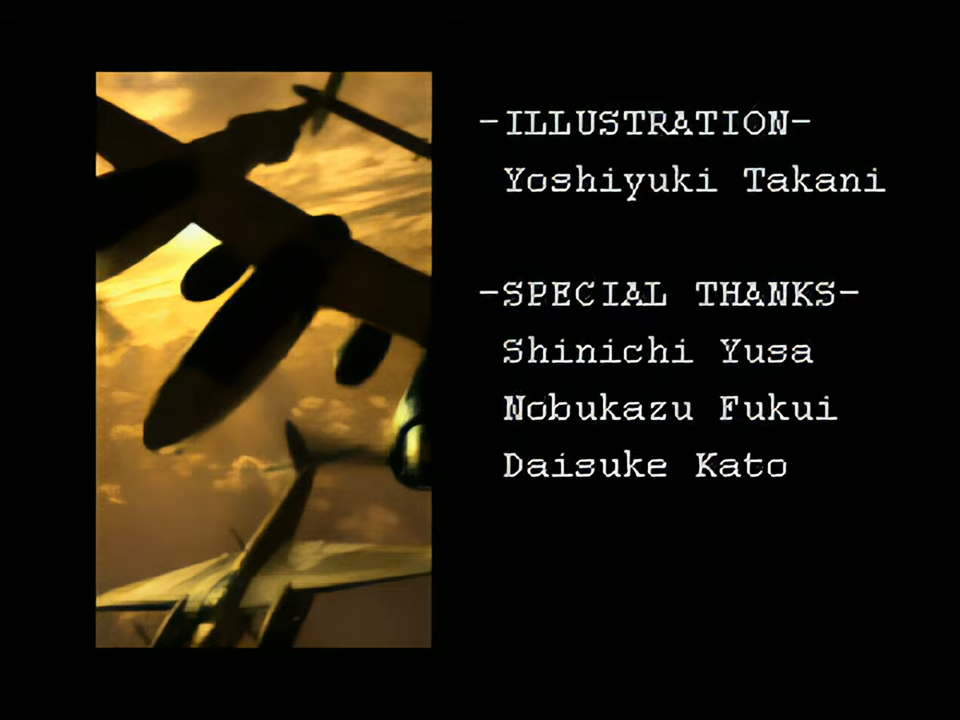 -ILLUSTRATION-
Yoshiyuki Takani
-SPECIAL THANKS-
Shinichi Yusa
Nobukazu Fukui
Daisuke Kato